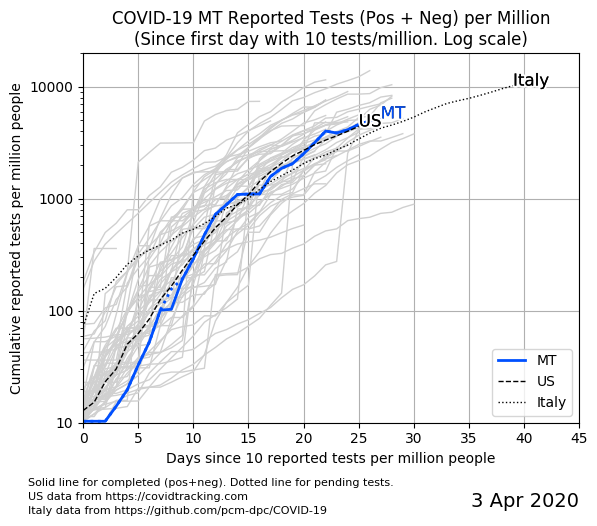 COVID-19 MT Reported Tests (Pos + Neg) per Million
(Since first day with 10 tests/million. Log scale)
Cumulative reported tests per million people
10000
1000
100
10
Italy
MT
US
MT
US
Italy
0 5 10 15 20 25 30 35 40 45
Days since 10 reported tests per million people
Solid line for completed (pos+neg). Dotted line for pending tests.
US data from https://covidtracking.com
Italy data from https://github.com/pcm-dpc/COVID-19
3 Apr 2020